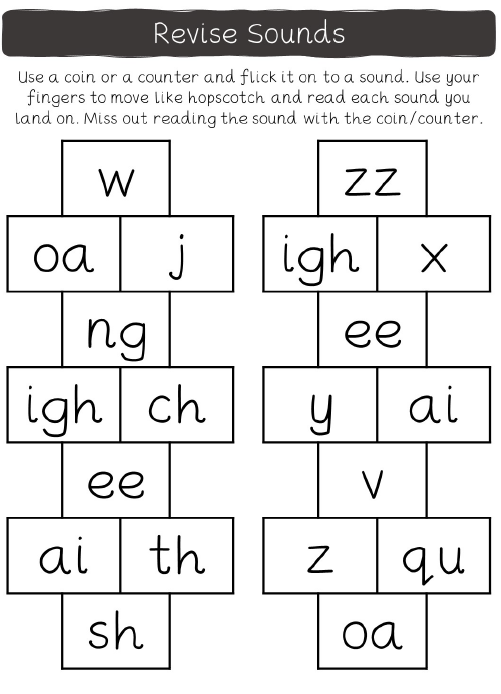 Revise Sounds
Use a coin or a counter and flick it on to a sound. Use your
fingers to move like hopscotch and read each sound you
land on. Miss out reading the sound with the coin/counter.
w
oa j
ng
igh ch
ee
ai th
sh
zz
igh x
ee
y ai
v
z qu
oa